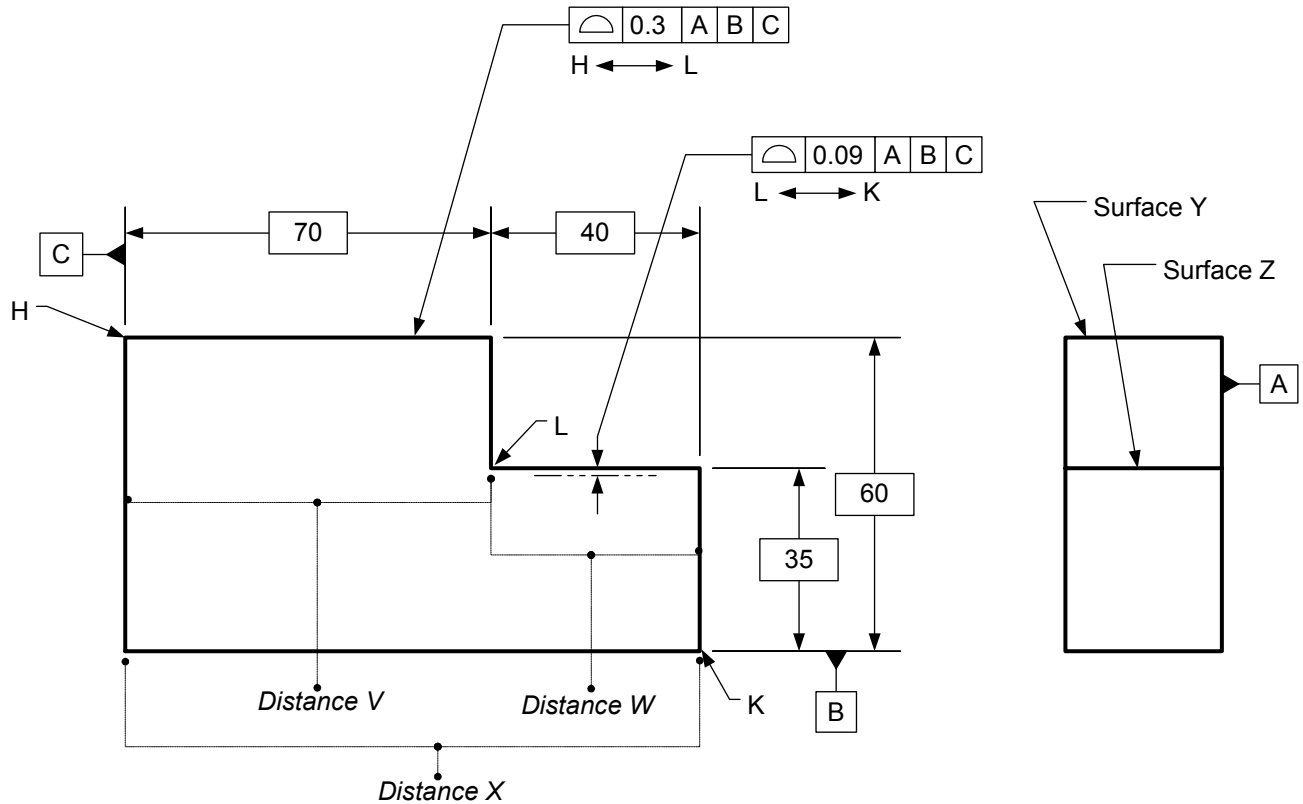 ⌓ 0.3 A B C
H ↔ L
⌓ 0.09 A B C
L ↔ K
Surface Y
70
40
C
Surface Z
H
A
L
60
35
Distance V
Distance W
K
B
Distance X